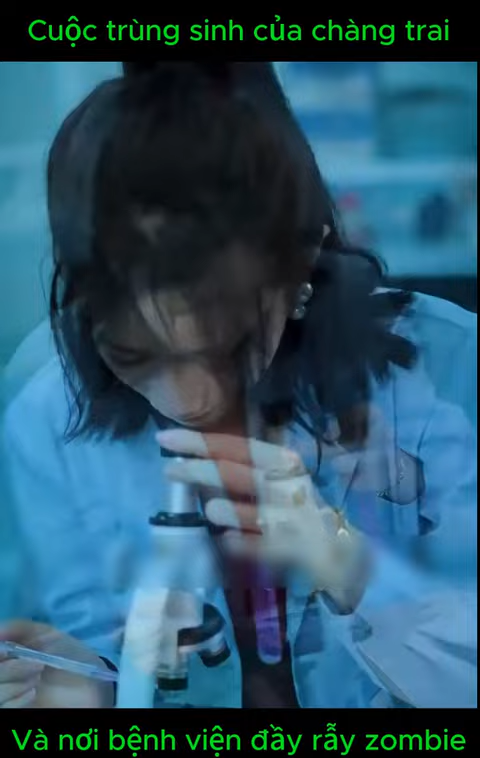 Cuộc trùng sinh của chàng trai
Và nơi bệnh viện đầy rẫy zombie